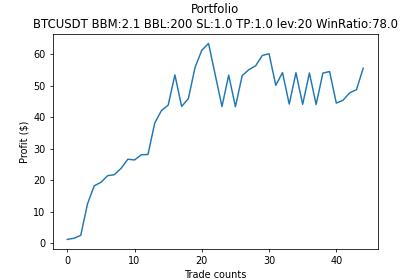 Portfolio
BTCUSDT BBM:2.1 BBL:200 SL:1.0 TP:1.0 lev:20 WinRatio:78.0
60
50
40
30
20
10
0
Profit ($)
0 10 20 30 40
Trade counts